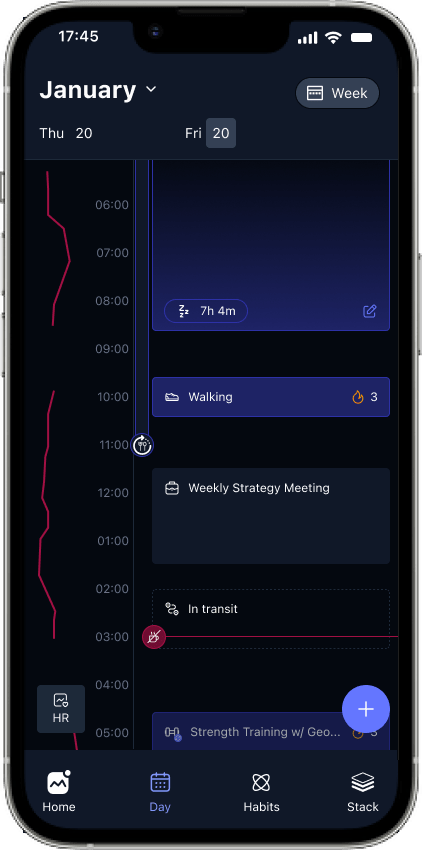 17:45
January
Week
Thu 20
Fri 20
06:00
07:00
08:00
7h 4m
09:00
10:00
Walking 3
11:00
Weekly Strategy Meeting
12:00
01:00
02:00
In transit
03:00
04:00
HR
05:00
Strength Training w/ Geo... 3
Home
Day
Habits
Stack